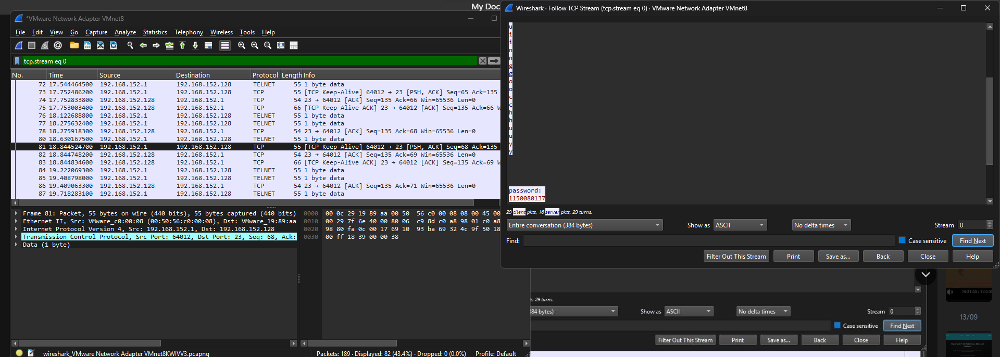 My Doc
*VMware Network Adapter VMnet8
File Edit View Go Capture Analyze Statistics Telephony Wireless Tools Help
tcp.stream eq 0
No. Time Source Destination Protocol Length Info
72 17.544464500 192.168.152.1 192.168.152.128 TELNET 55 1 byte data
73 17.752486200 192.168.152.1 192.168.152.128 TCP 55 [TCP Keep-Alive] 64012 → 23 [PSH, ACK] Seq=65 Ack=135
74 17.752833800 192.168.152.128 192.168.152.1 TCP 54 23 → 64012 [ACK] Seq=135 Ack=66 Win=65536 Len=0
75 17.753003400 192.168.152.128 192.168.152.1 TCP 66 [TCP Keep-Alive ACK] 23 → 64012 [ACK] Seq=135 Ack=66 W
76 18.122688800 192.168.152.1 192.168.152.128 TELNET 55 1 byte data
77 18.275632400 192.168.152.1 192.168.152.128 TELNET 55 1 byte data
78 18.275918300 192.168.152.128 192.168.152.1 TCP 54 23 → 64012 [ACK] Seq=135 Ack=68 Win=65536 Len=0
80 18.630167500 192.168.152.1 192.168.152.128 TELNET 55 1 byte data
81 18.844524700 192.168.152.1 192.168.152.128 TCP 55 [TCP Keep-Alive] 64012 → 23 [PSH, ACK] Seq=68 Ack=135
82 18.844748200 192.168.152.128 192.168.152.1 TCP 54 23 → 64012 [ACK] Seq=135 Ack=69 Win=65536 Len=0
83 18.844834600 192.168.152.128 192.168.152.1 TCP 66 [TCP Keep-Alive ACK] 23 → 64012 [ACK] Seq=135 Ack=69 W
84 19.222069300 192.168.152.1 192.168.152.128 TELNET 55 1 byte data
85 19.408798000 192.168.152.1 192.168.152.128 TELNET 55 1 byte data
86 19.409063300 192.168.152.128 192.168.152.1 TCP 54 23 → 64012 [ACK] Seq=135 Ack=71 Win=65536 Len=0
87 19.718283100 192.168.152.1 192.168.152.128 TELNET 55 1 byte data
Frame 81: Packet, 55 bytes on wire (440 bits), 55 bytes captured (440 bits)
Ethernet II, Src: VMware_c0:00:08 (00:50:56:c0:00:08), Dst: VMware_19:89:aa
Internet Protocol Version 4, Src: 192.168.152.1, Dst: 192.168.152.128
Transmission Control Protocol, Src Port: 64012, Dst Port: 23, Seq: 68, Ack:
Data (1 byte)
0000 00 0c 29 19 89 aa 00 50 56 c0 00 08 08 00 45 00
0010 00 29 7f 6e 40 00 80 06 c9 8d c0 a8 98 01 c0 a8
0020 98 80 fa 0c 00 17 69 10 93 ba 69 32 4c 9f 50 18
0030 00 ff 18 39 00 00 38
wireshark_VMware Network Adapter VMnet8KWIVV3.pcapng
Packets: 189 · Displayed: 82 (43.4%) · Dropped: 0 (0.0%)
Profile: Default
Wireshark · Follow TCP Stream (tcp.stream eq 0) · VMware Network Adapter VMnet8
u
i
i
n
n
g
g
o
o
c
c
h
h
u
u
y
y
password:
1150080137
29 client pkts, 16 server pkts, 29 turns.
Entire conversation (384 bytes) Show as ASCII No delta times Stream 0
Find: Case sensitive Find Next
Filter Out This Stream Print Save as... Back Close Help
s, 29 turns.
384 bytes) Show as ASCII No delta times Stream 0
Case sensitive Find Next
Filter Out This Stream Print Save as... Back Close Help
13/09